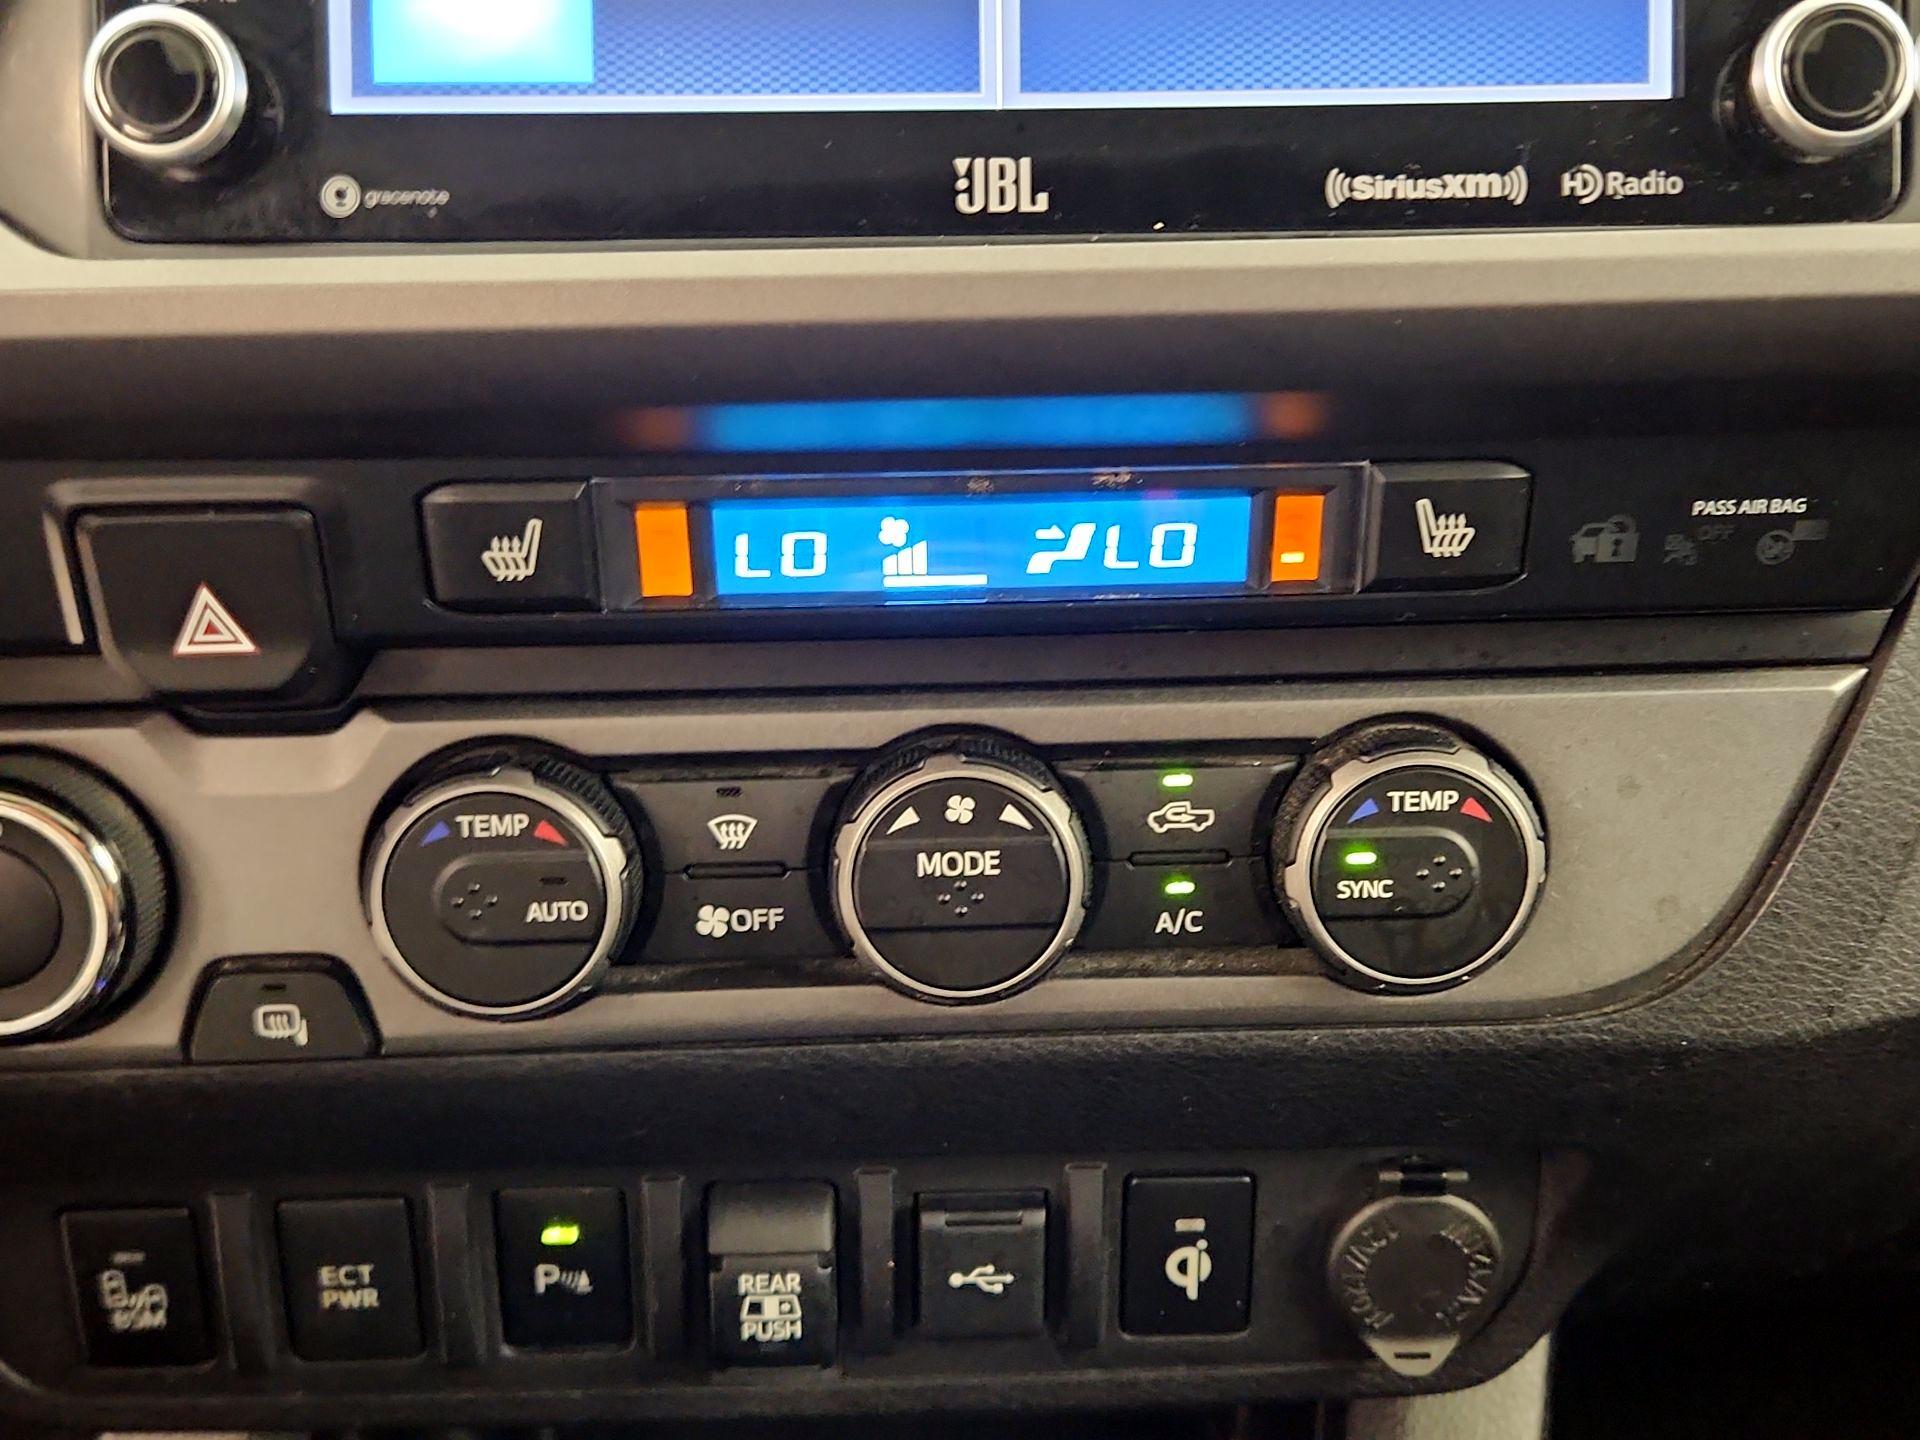 gracenote
JBL
SiriusXM
HD Radio
PASS AIR BAG
OFF
LO
LO
TEMP
AUTO
OFF
MODE
A/C
TEMP
SYNC
BSM
ECT
PWR
P
REAR
PUSH